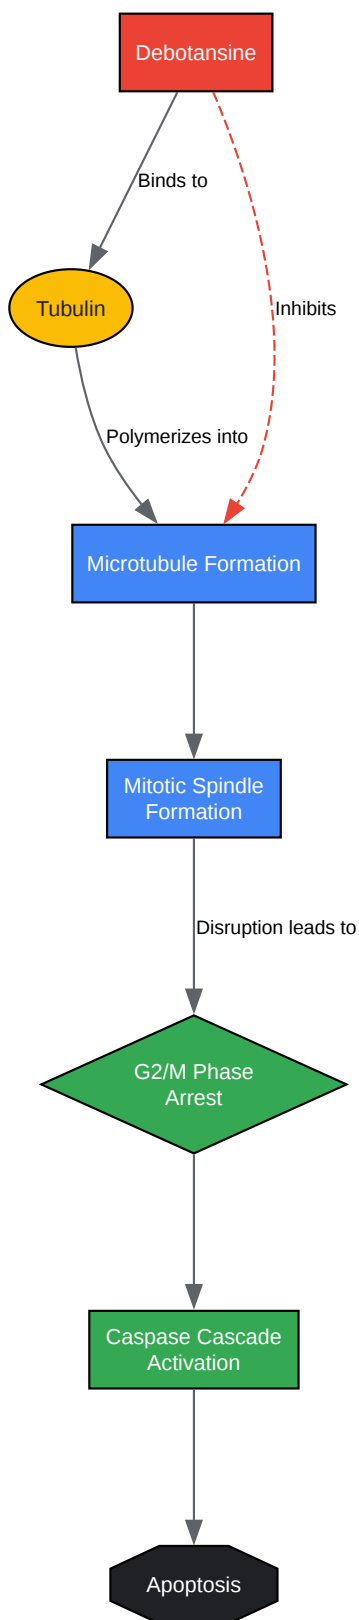 Debotansine
Binds to
Tubulin
Inhibits
Polymerizes into
Microtubule Formation
Mitotic Spindle
Formation
Disruption leads to
G2/M Phase
Arrest
Caspase Cascade
Activation
Apoptosis